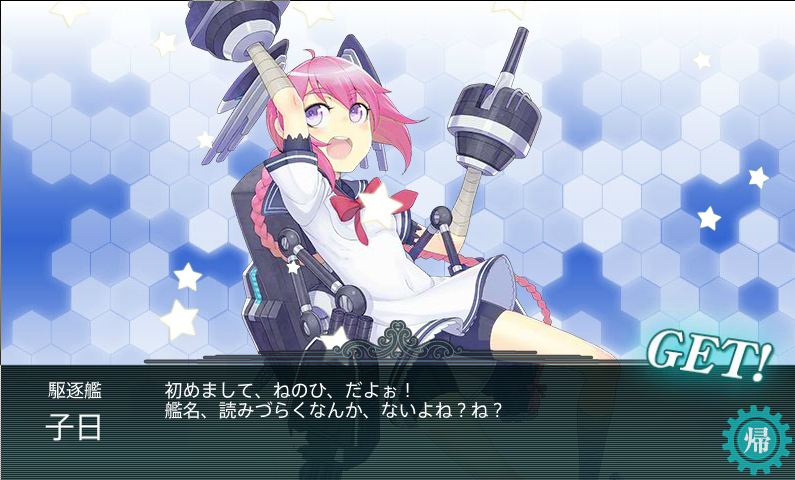 GET!
駆逐艦
子日
初めまして、ねのひ、だよぉ！
艦名、読みづらくなんか、ないよね？ね？
帰